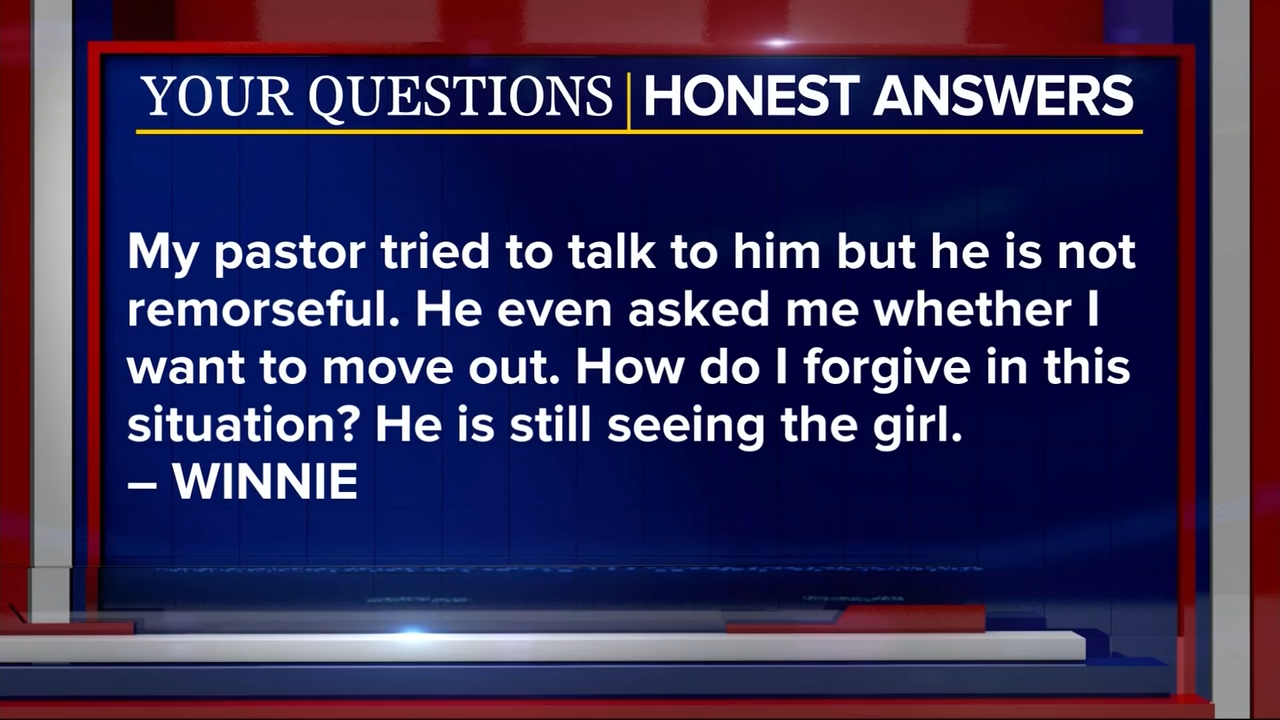 YOUR QUESTIONS | HONEST ANSWERS
My pastor tried to talk to him but he is not
remorseful. He even asked me whether I
want to move out. How do I forgive in this
situation? He is still seeing the girl.
– WINNIE